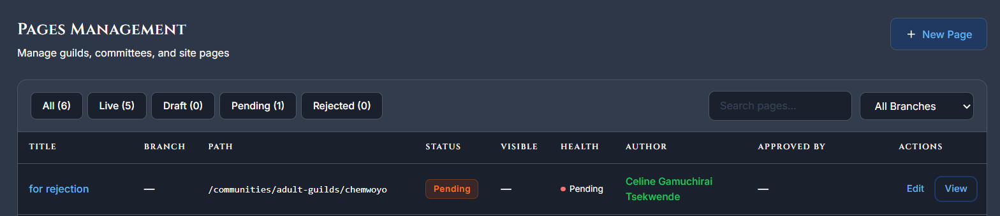 Pages Management
+ New Page
Manage guilds, committees, and site pages
All (6) Live (5) Draft (0) Pending (1) Rejected (0) Search pages... All Branches
TITLE BRANCH PATH STATUS VISIBLE HEALTH AUTHOR APPROVED BY ACTIONS
for rejection — /communities/adult-guilds/chemwoyo Pending — Pending Celine Gamuchirai — Edit View
Tsekwende